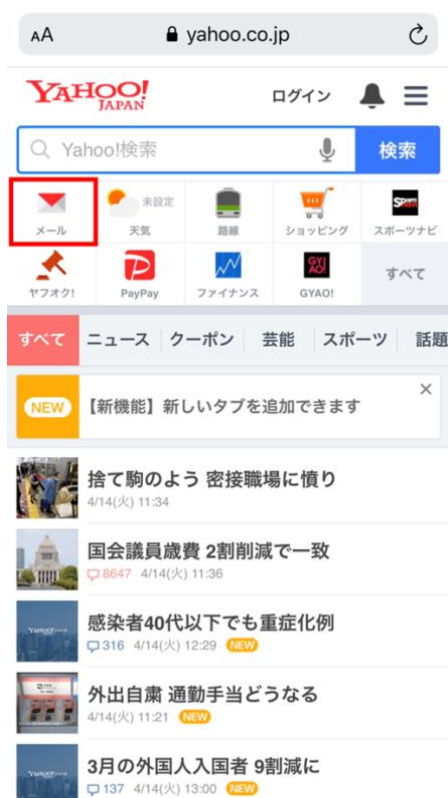 AA yahoo.co.jp
YAHOO!
JAPAN
ログイン
Yahoo!検索 検索
未設定
メール 天気 路線 ショッピング スポーツナビ
GYAO!
ヤフオク! PayPay ファイナンス GYAO! すべて
すべて ニュース クーポン 芸能 スポーツ 話題
NEW 【新機能】新しいタブを追加できます ×
捨て駒のよう 密接職場に憤り
4/14(火) 11:34
国会議員歳費 2割削減で一致
8647 4/14(火) 11:36
感染者40代以下でも重症化例
316 4/14(火) 12:29 NEW
外出自粛 通勤手当どうなる
4/14(火) 11:21 NEW
3月の外国人入国者 9割減に
137 4/14(火) 13:00 NEW